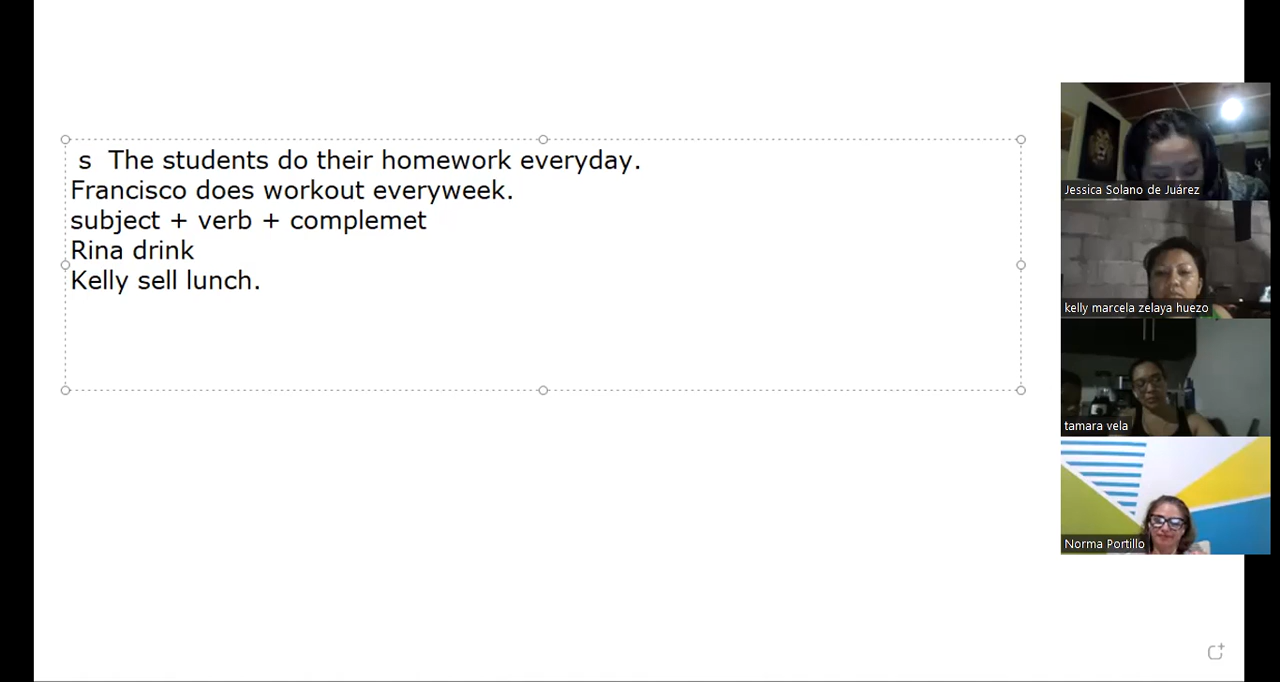 s The students do their homework everyday.
Francisco does workout everyweek.
subject + verb + complemet
Rina drink
Kelly sell lunch.
Jessica Solano de Juárez
kelly marcela zelaya huezo
tamara vela
Norma Portillo